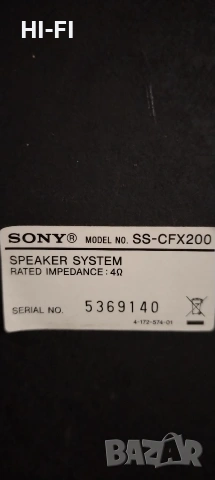 HI-FI
SONY® MODEL NO. SS-CFX200
SPEAKER SYSTEM
RATED IMPEDANCE: 4Ω
SERIAL NO. 5369140
4-172-574-01
bazar